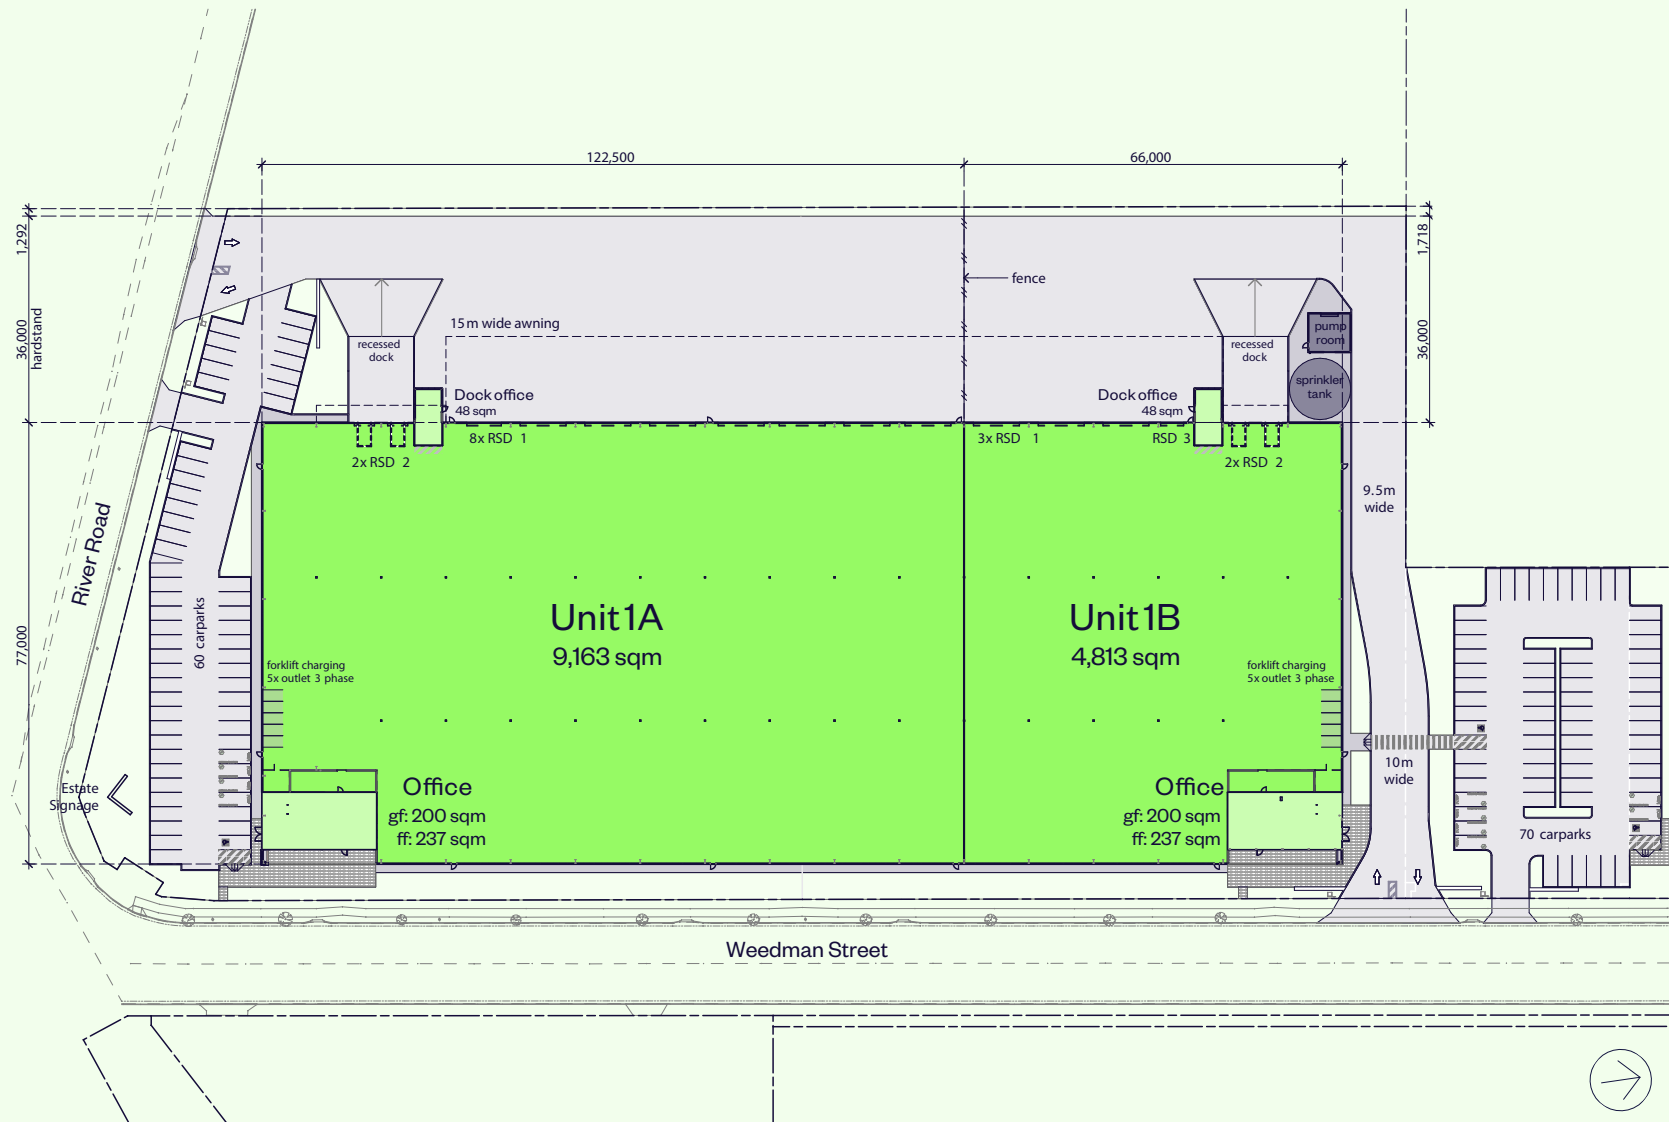 122,500
66,000
1,292
1,718
fence
36,000
hardstand
36,000
15m wide awning
recessed
dock
recessed
dock
pump
room
sprinkler
tank
Dock office
48 sqm
Dock office
48 sqm
8x RSD 1
3x RSD 1
RSD 3
2x RSD 2
2x RSD 2
9.5m
wide
River Road
60 carparks
77,000
Unit 1A
9,163 sqm
Unit 1B
4,813 sqm
forklift charging
5x outlet 3 phase
forklift charging
5x outlet 3 phase
10m
wide
Estate
Signage
Office
gf: 200 sqm
ff: 237 sqm
Office
gf: 200 sqm
ff: 237 sqm
70 carparks
Weedman Street